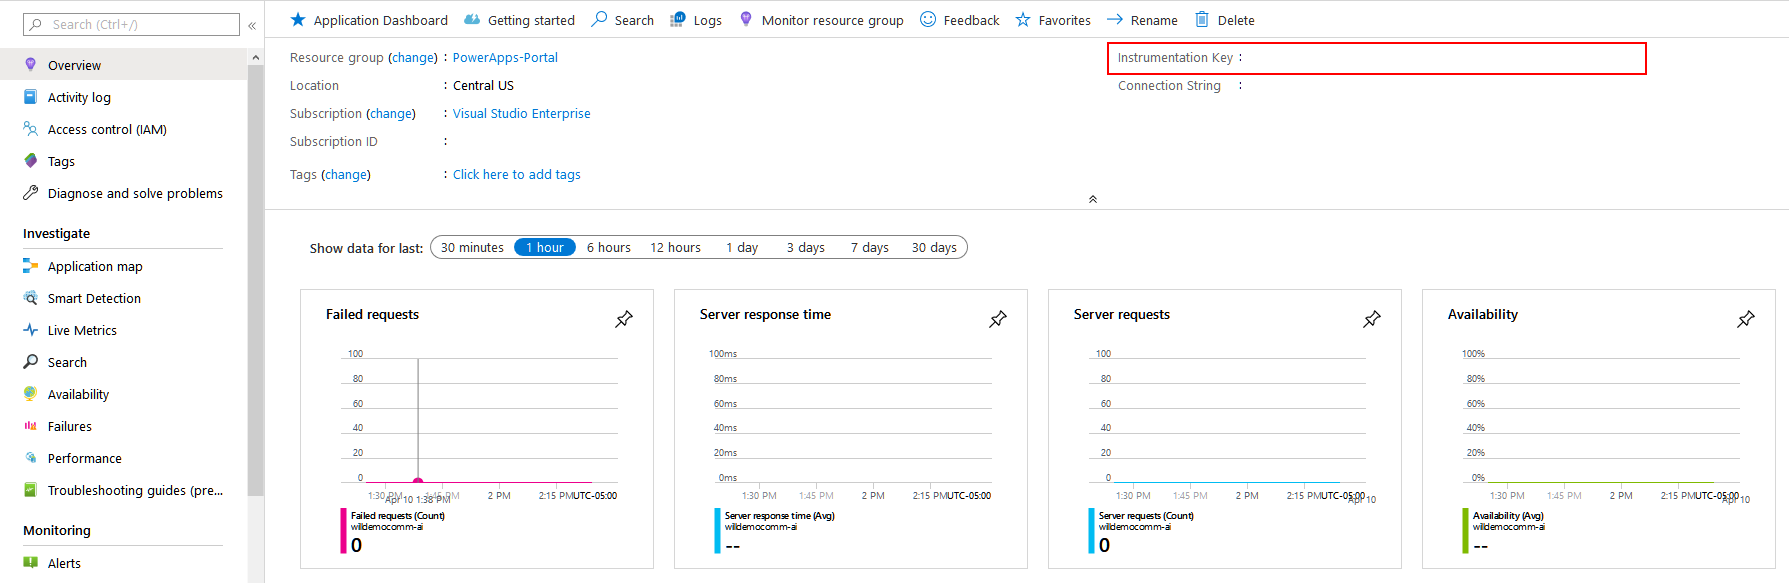 Search (Ctrl+/)
«
Overview
Activity log
Access control (IAM)
Tags
Diagnose and solve problems
Investigate
Application map
Smart Detection
Live Metrics
Search
Availability
Failures
Performance
Troubleshooting guides (pre...
Monitoring
Alerts
Application Dashboard Getting started Search Logs Monitor resource group Feedback Favorites Rename Delete
Resource group (change) : PowerApps-Portal
Location : Central US
Subscription (change) : Visual Studio Enterprise
Subscription ID :
Tags (change) : Click here to add tags
Instrumentation Key :
Connection String :
Show data for last: 30 minutes 1 hour 6 hours 12 hours 1 day 3 days 7 days 30 days
Failed requests
100
80
60
40
20
0
1:30 PM 1:45 PM 2 PM 2:15 PM UTC-05:00
Apr 10 1:38 PM
Failed requests (Count)
willdemocomm-ai
0
Server response time
100ms
80ms
60ms
40ms
20ms
0ms
1:30 PM 1:45 PM 2 PM 2:15 PM UTC-05:00
Server response time (Avg)
willdemocomm-ai
--
Server requests
100
80
60
40
20
0
1:30 PM 1:45 PM 2 PM 2:15 PM UTC-05:00
Apr 10
Server requests (Count)
willdemocomm-ai
0
Availability
100%
80%
60%
40%
20%
0%
1:30 PM 1:45 PM 2 PM 2:15 PM UTC-05:00
Apr 10
Availability (Avg)
willdemocomm-ai
--